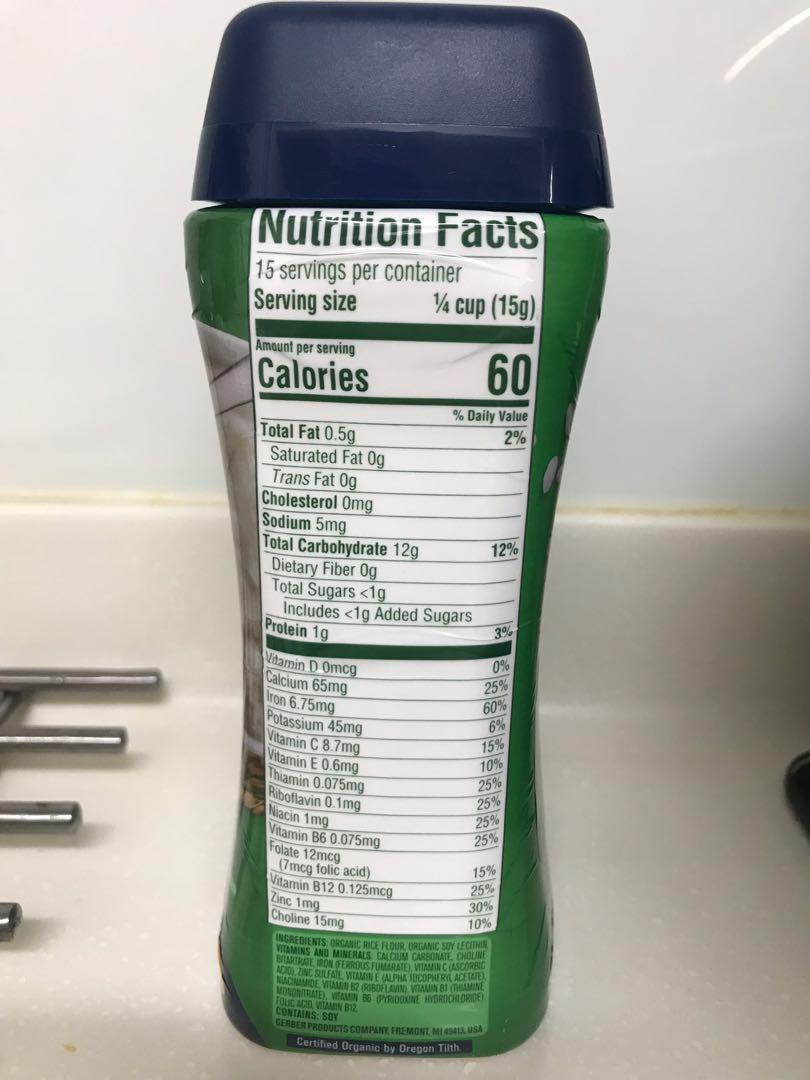 Nutrition Facts
15 servings per container
Serving size ¼ cup (15g)
Amount per serving
Calories 60
% Daily Value
Total Fat 0.5g 2%
Saturated Fat 0g
Trans Fat 0g
Cholesterol 0mg
Sodium 5mg
Total Carbohydrate 12g 12%
Dietary Fiber 0g
Total Sugars <1g
Includes <1g Added Sugars
Protein 1g 3%
Vitamin D 0mcg 0%
Calcium 65mg 25%
Iron 6.75mg 60%
Potassium 45mg 6%
Vitamin C 8.7mg 15%
Vitamin E 0.6mg 10%
Thiamin 0.075mg 25%
Riboflavin 0.1mg 25%
Niacin 1mg 25%
Vitamin B6 0.075mg 25%
Folate 12mcg
(7mcg folic acid) 15%
Vitamin B12 0.125mcg 25%
Zinc 1mg 30%
Choline 15mg 10%
INGREDIENTS: ORGANIC RICE FLOUR, ORGANIC SOY LECITHIN,
VITAMINS AND MINERALS: CALCIUM CARBONATE, CHOLINE
BITARTRATE, IRON (FERROUS FUMARATE), VITAMIN C (ASCORBIC
ACID), ZINC SULFATE, VITAMIN E (ALPHA TOCOPHERYL ACETATE),
NIACINAMIDE, VITAMIN B2 (RIBOFLAVIN), VITAMIN B1 (THIAMINE
MONONITRATE), VITAMIN B6 (PYRIDOXINE HYDROCHLORIDE),
FOLIC ACID, VITAMIN B12.
CONTAINS: SOY
GERBER PRODUCTS COMPANY, FREMONT, MI 49413, USA
Certified Organic by Oregon Tilth